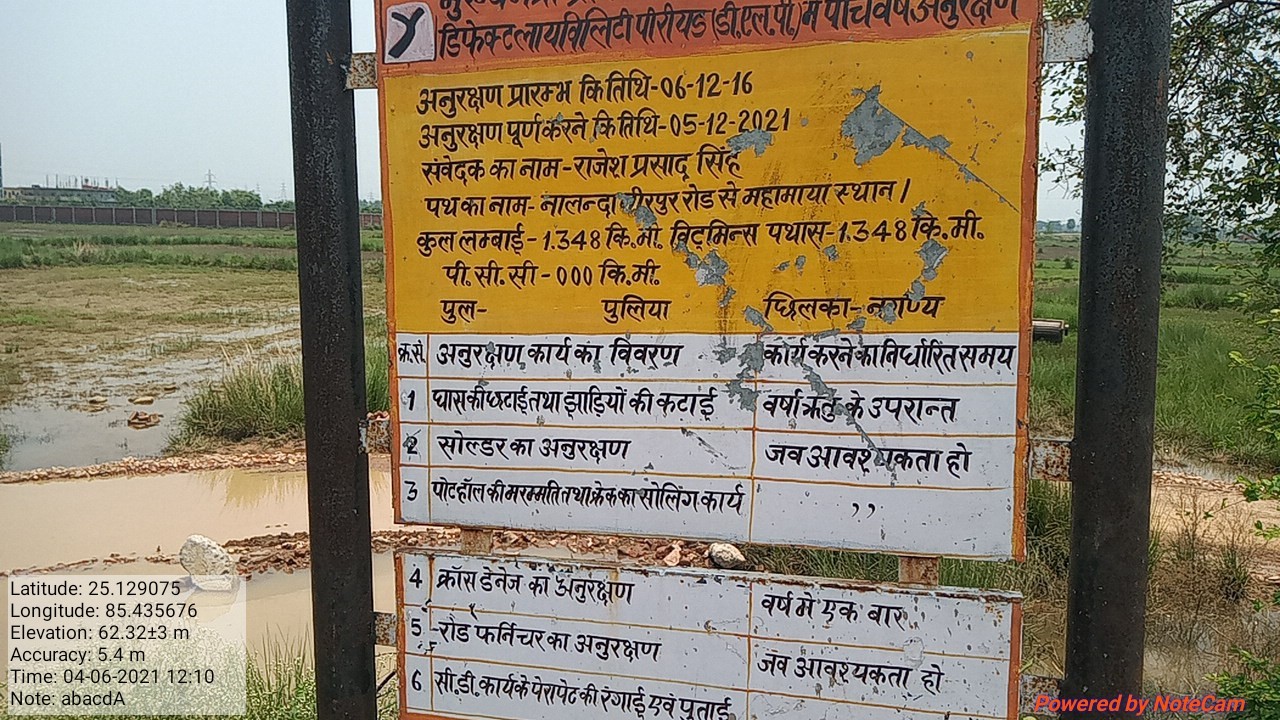 डिफेक्ट लायविलिटी पीरीयड (डी.एल.पी.) में पाँच वर्ष अनुरक्षण
अनुरक्षण प्रारम्भ कि तिथि-06-12-16
अनुरक्षण पूर्ण करने कि तिथि-05-12-2021
संवेदक का नाम-राजेश प्रसाद सिंह
पथ का नाम- नालन्दा रोड से महामाया स्थान।
कुल लम्बाई-1.348 कि.मी. विट्मिन्स पथांस-1.348 कि.मी.
पी.सी.सी-000 कि.मी.
पुल- पुलिया छिलका-नगण्य
क्र.सं. अनुरक्षण कार्य का विवरण कार्य करने का निर्धारित समय
1 घास की छटाई तथा झाड़ियों की कटाई वर्षा ऋतु के उपरान्त
2 सोल्डर का अनुरक्षण जव आवश्यकता हो
3 पोटहॉल की मरम्मति तथा क्रेक का सोलिंग कार्य ,,
4 क्रॉस डेनेज का अनुरक्षण वर्ष मे एक बार
5 रोड फर्निचर का अनुरक्षण जव आवश्यकता हो
6 सी.डी. कार्य के पेरापेट की रंगाई एवं पुताई
Latitude: 25.129075
Longitude: 85.435676
Elevation: 62.32±3 m
Accuracy: 5.4 m
Time: 04-06-2021 12:10
Note: abacdA
Powered by NoteCam